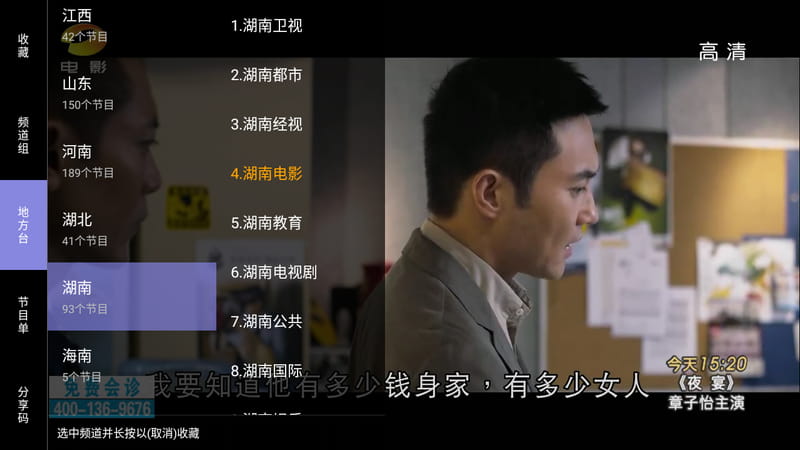 收藏
频道组
地方台
节目单
分享码
江西
42个节目
电影
山东
150个节目
河南
189个节目
湖北
41个节目
湖南
93个节目
海南
5个节目
1.湖南卫视
2.湖南都市
3.湖南经视
4.湖南电影
5.湖南教育
6.湖南电视剧
7.湖南公共
8.湖南国际
选中频道并长按以(取消)收藏
高清
免费会诊
400-136-9676
我要知道他有多少钱身家，有多少女人
今天15:20
《夜宴》
章子怡主演